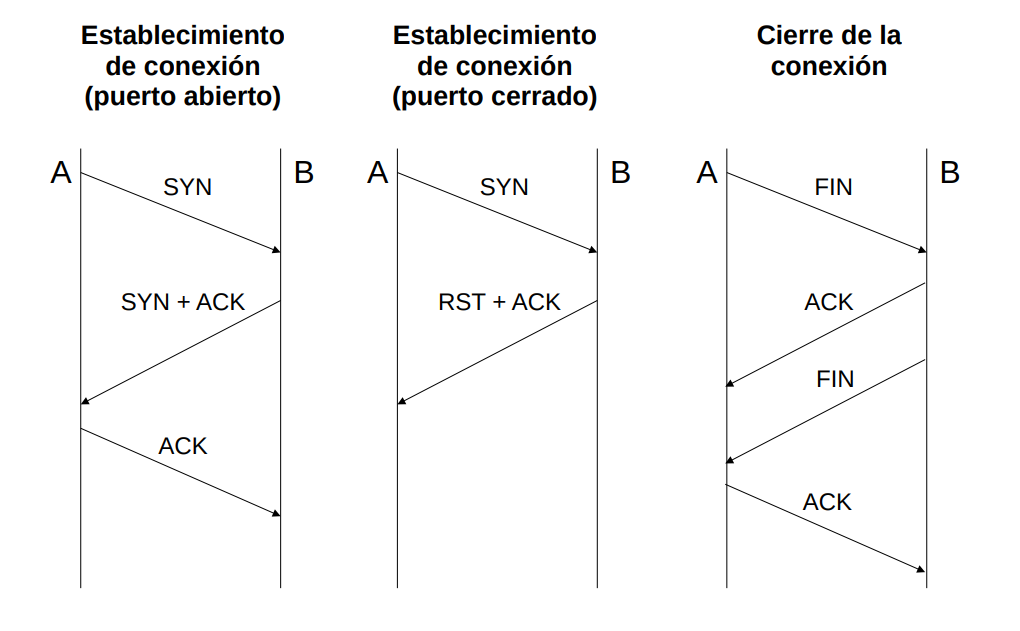 Establecimiento
de conexión
(puerto abierto)
A
B
SYN
SYN + ACK
ACK
Establecimiento
de conexión
(puerto cerrado)
A
B
SYN
RST + ACK
Cierre de la
conexión
A
B
FIN
ACK
FIN
ACK